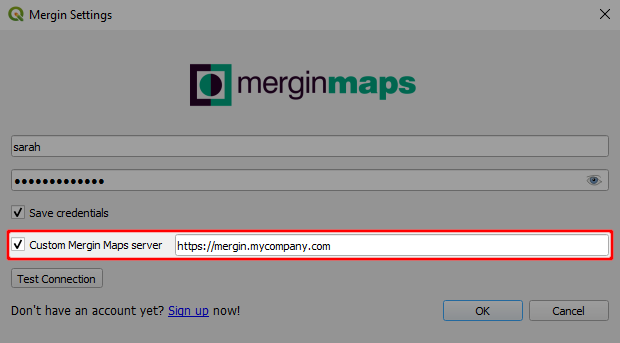 Mergin Settings
merginmaps
sarah
•••••••••••••
Save credentials
Custom Mergin Maps server https://mergin.mycompany.com
Test Connection
Don't have an account yet? Sign up now!
OK Cancel